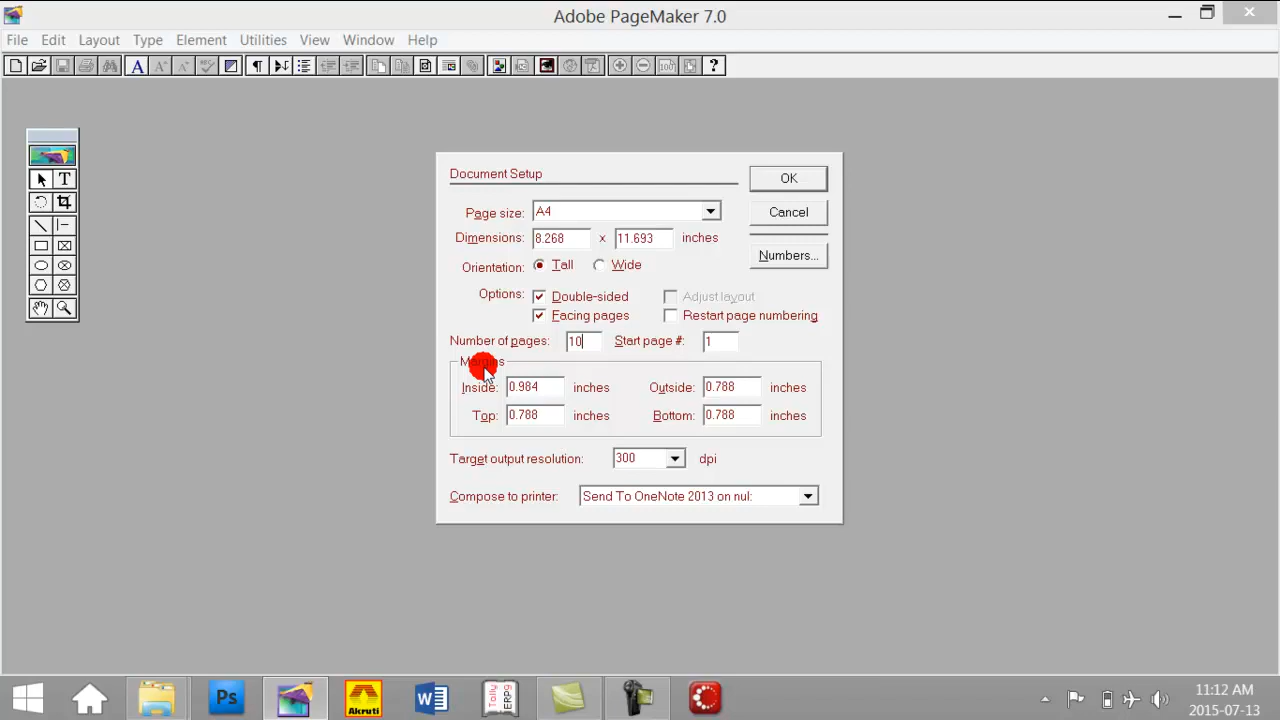 Adobe PageMaker 7.0
File Edit Layout Type Element Utilities View Window Help
Document Setup
OK
Page size: A4
Cancel
Dimensions: 8.268 x 11.693 inches
Numbers...
Orientation: Tall Wide
Options: Double-sided Adjust layout
Facing pages Restart page numbering
Number of pages: 10 Start page #: 1
Margins
Inside: 0.984 inches Outside: 0.788 inches
Top: 0.788 inches Bottom: 0.788 inches
Target output resolution: 300 dpi
Compose to printer: Send To OneNote 2013 on nul:
Ps
Akruti
Tally
ERP9
11:12 AM
2015-07-13